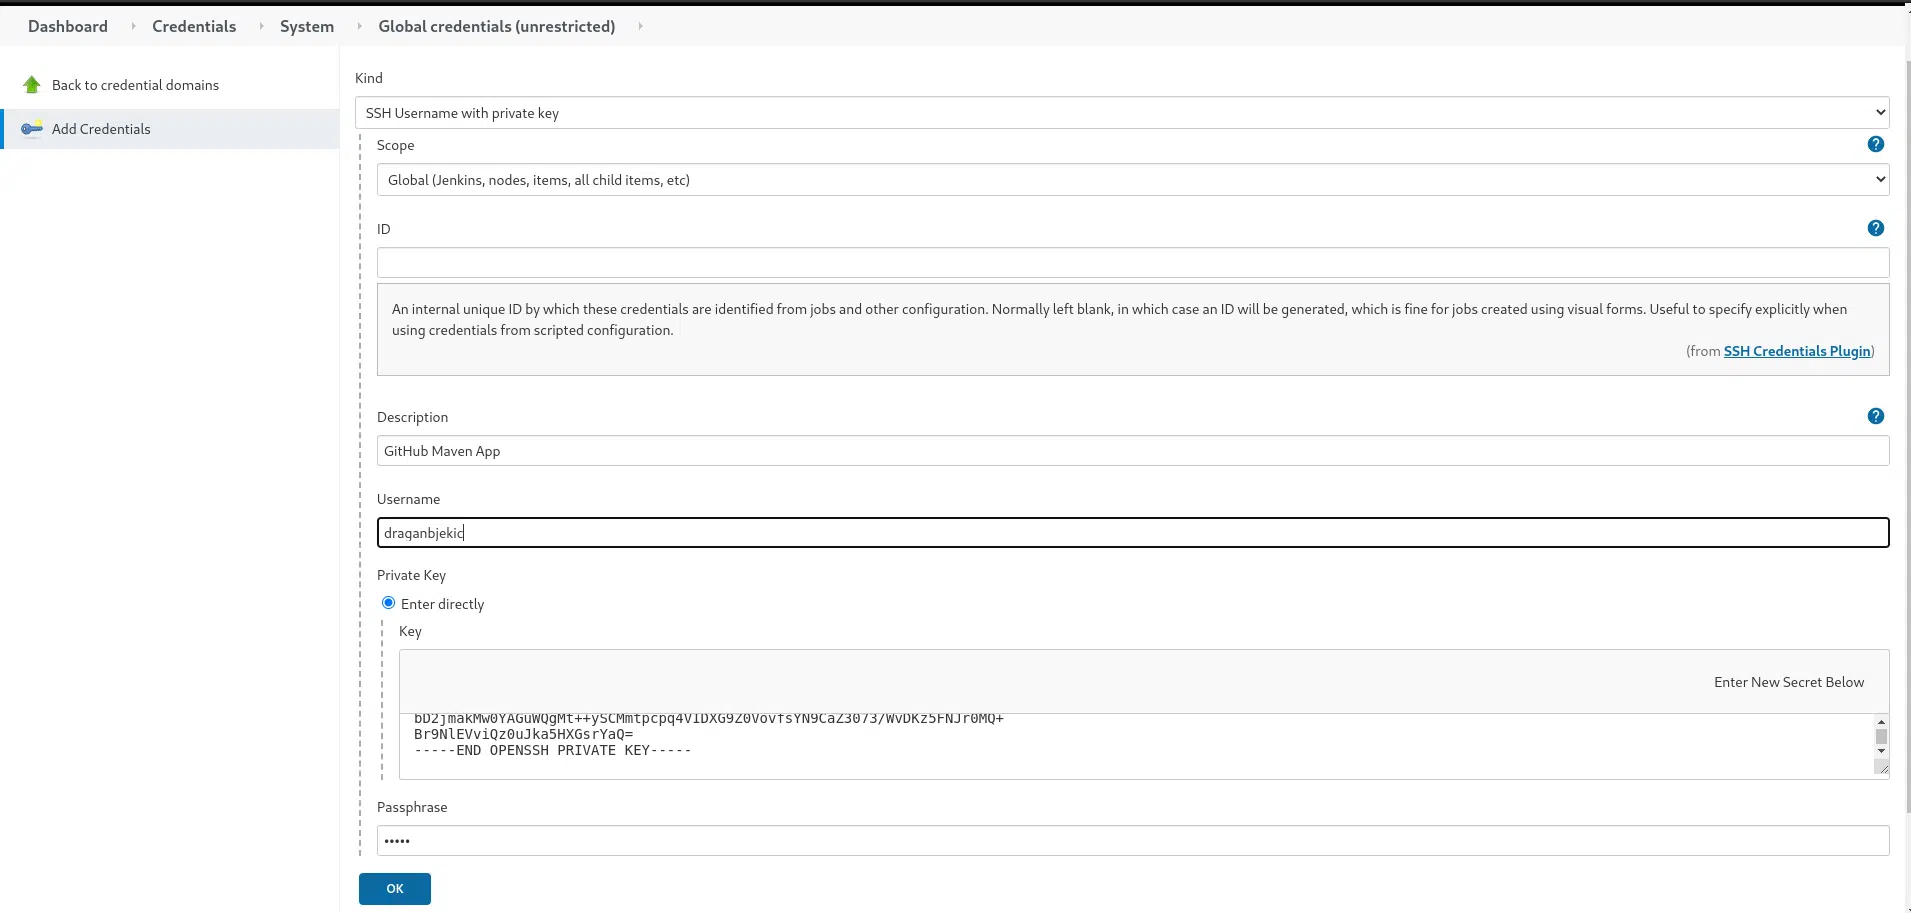 Dashboard
Credentials
System
Global credentials (unrestricted)
Back to credential domains
Add Credentials
Kind
SSH Username with private key
Scope
Global (Jenkins, nodes, items, all child items, etc)
ID
An internal unique ID by which these credentials are identified from jobs and other configuration. Normally left blank, in which case an ID will be generated, which is fine for jobs created using visual forms. Useful to specify explicitly when
using credentials from scripted configuration.
(from SSH Credentials Plugin)
Description
GitHub Maven App
Username
draganbjekic
Private Key
Enter directly
Key
Enter New Secret Below
Br9NlEVviQz0uJka5HXGsrYaQ=
-----END OPENSSH PRIVATE KEY-----
Passphrase
•••••
OK